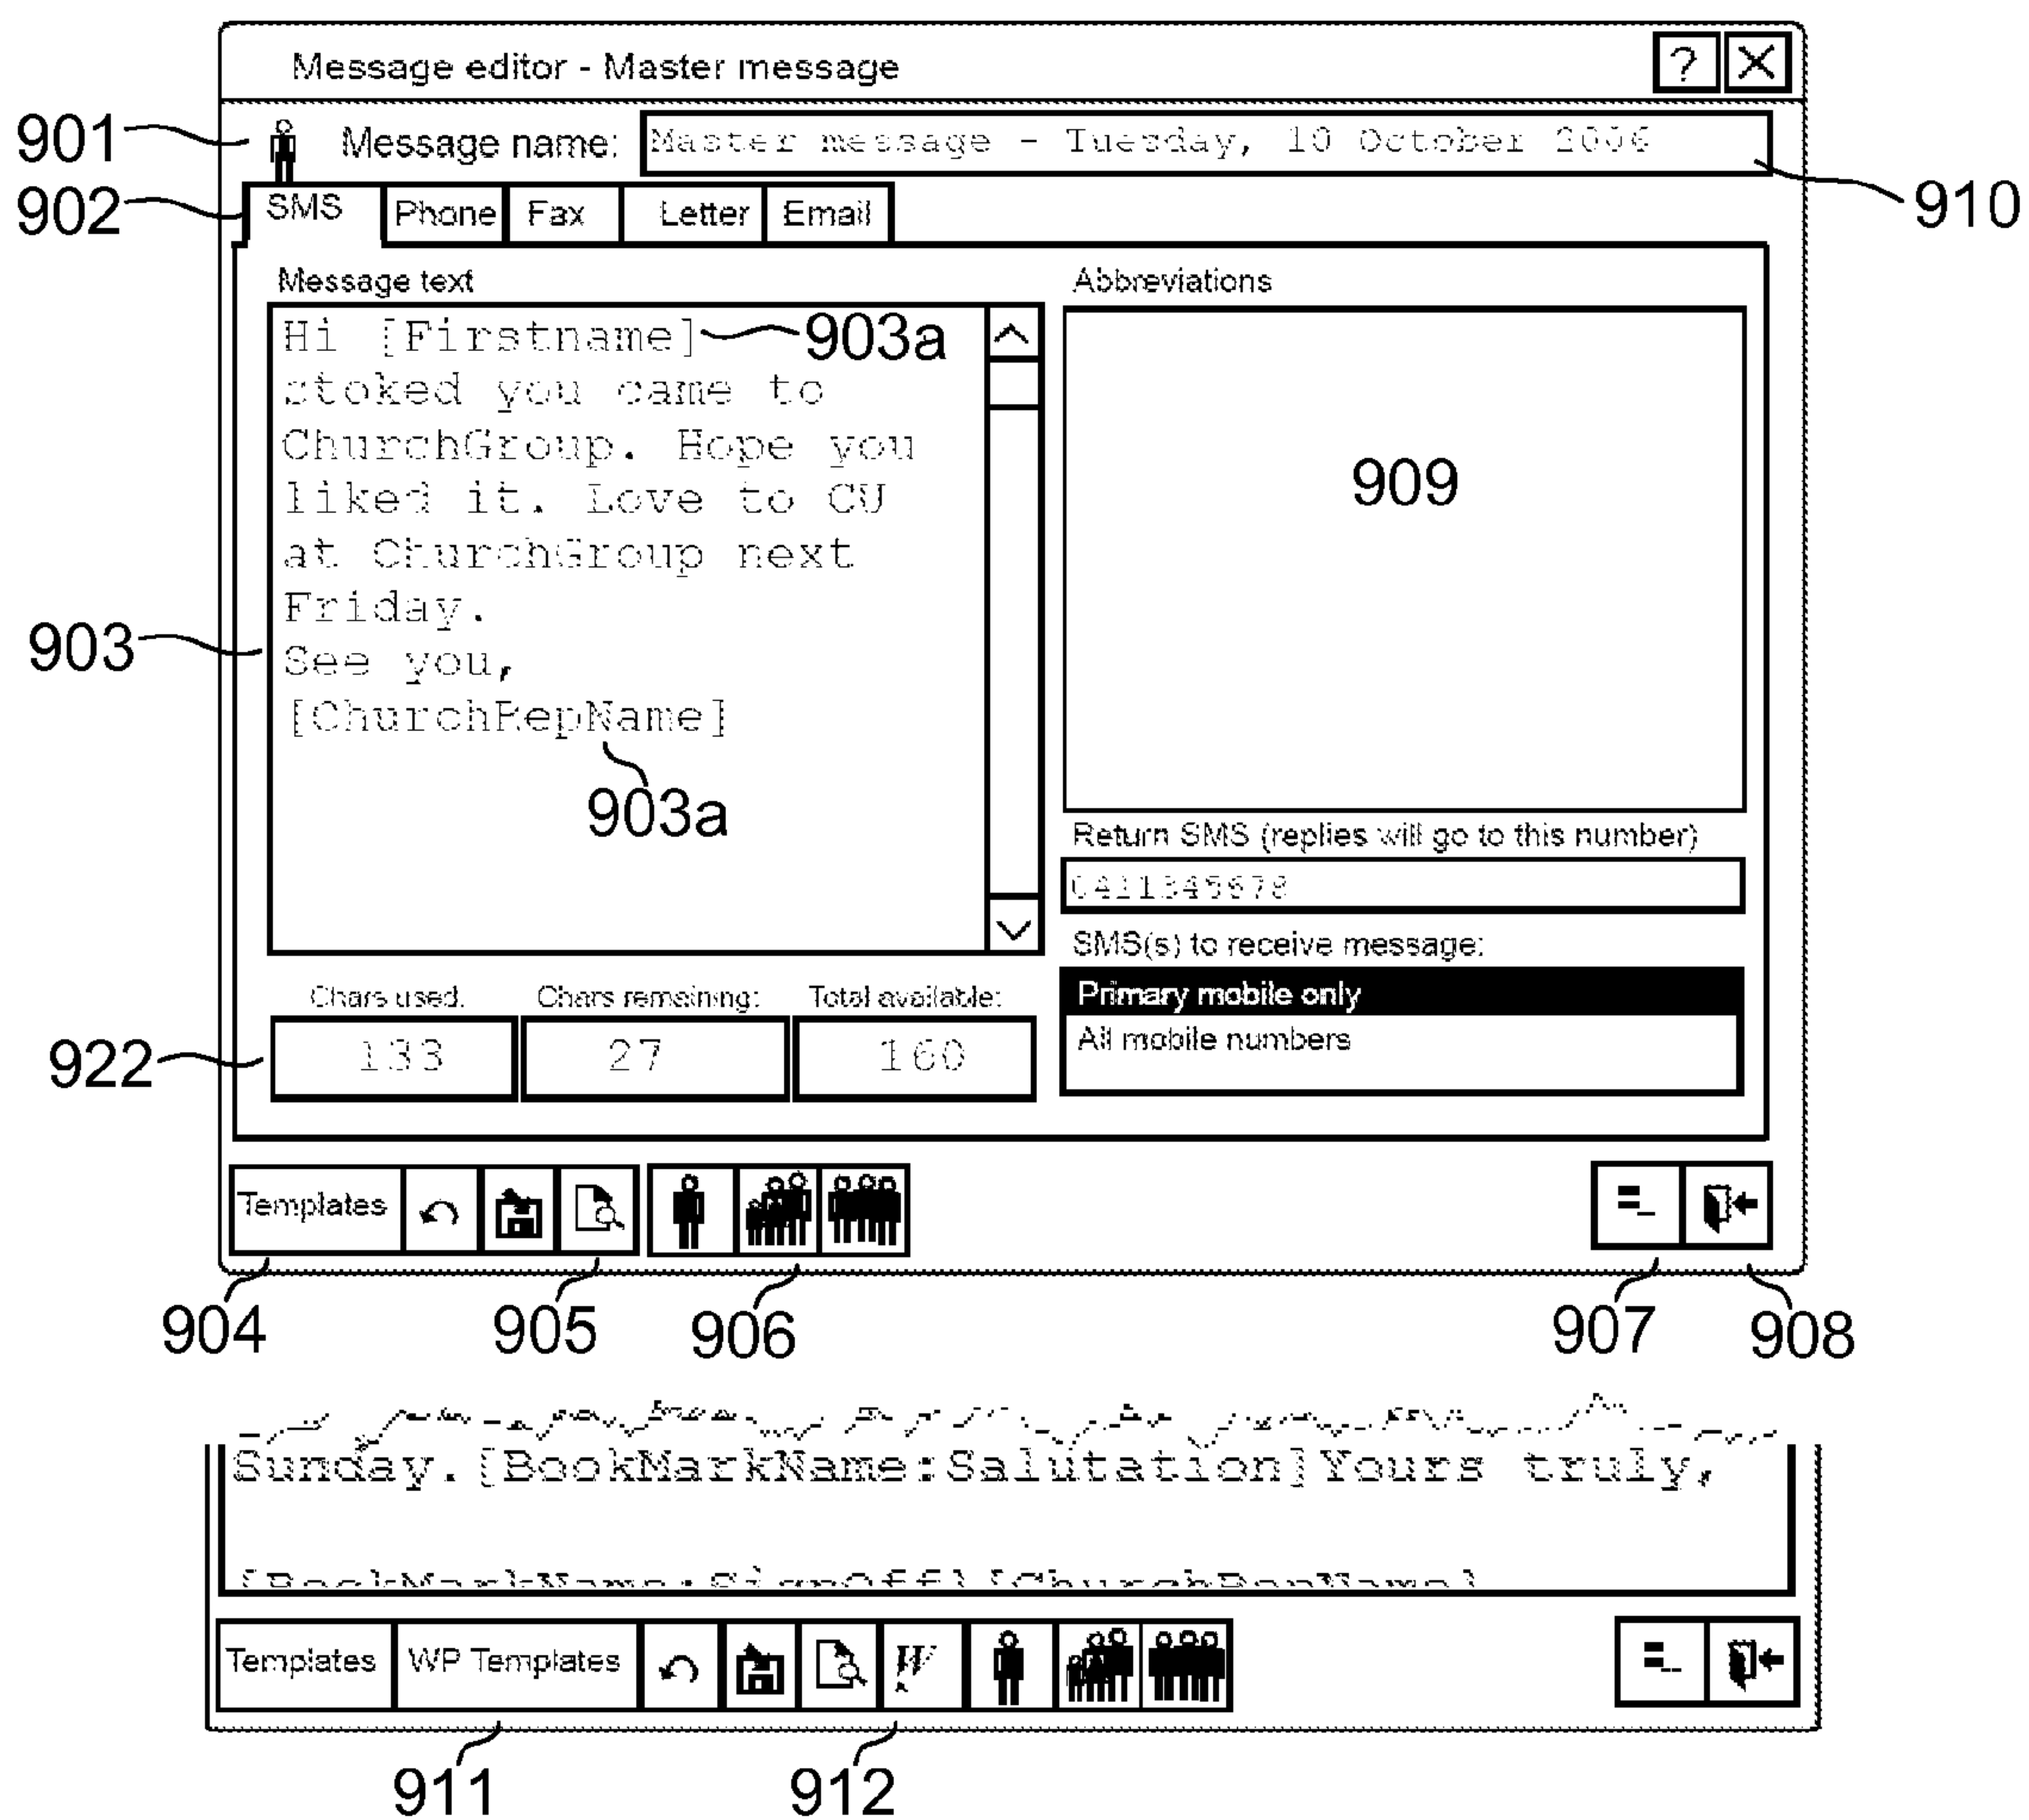 Message editor - Master message
?
901
Message name:
Master message - Tuesday, 10 October 2006
902
SMS
Phone
Fax
Letter
Email
910
Message text
Abbreviations
Hi [Firstname]
903a
stoked you came to
ChurchGroup. Hope you
liked it. Love to CU
at ChurchGroup next
Friday.
See you,
[ChurchRepName]
903a
903
909
Return SMS (replies will go to this number)
0411345678
SMS(s) to receive message:
Primary mobile only
All mobile numbers
Chars used.
Chars remaining:
Total available:
922
133
27
160
Templates
904
905
906
907
908
Sunday.[BookMarkName:Salutation]Yours truly,
[BookMarkName:SignOff][ChurchRepName]
Templates
WP Templates
W
911
912